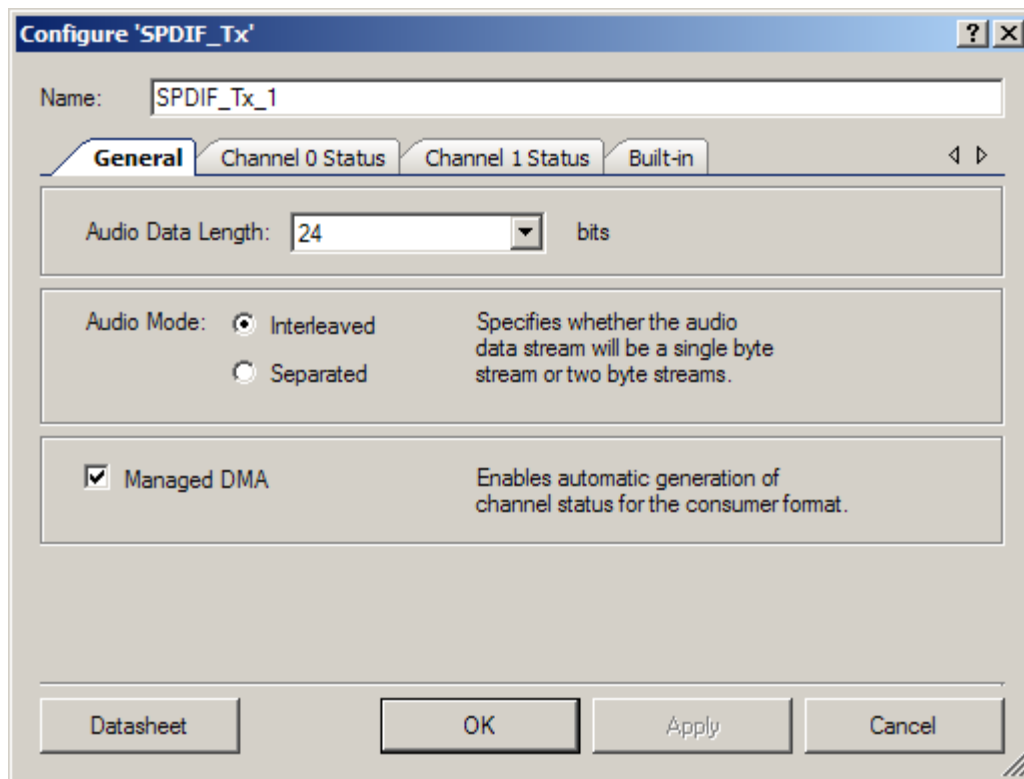 Configure 'SPDIF_Tx'
Name: SPDIF_Tx_1
General Channel 0 Status Channel 1 Status Built-in
Audio Data Length: 24 bits
Audio Mode: Interleaved
Separated
Specifies whether the audio
data stream will be a single byte
stream or two byte streams.
Managed DMA
Enables automatic generation of
channel status for the consumer format.
Datasheet OK Apply Cancel